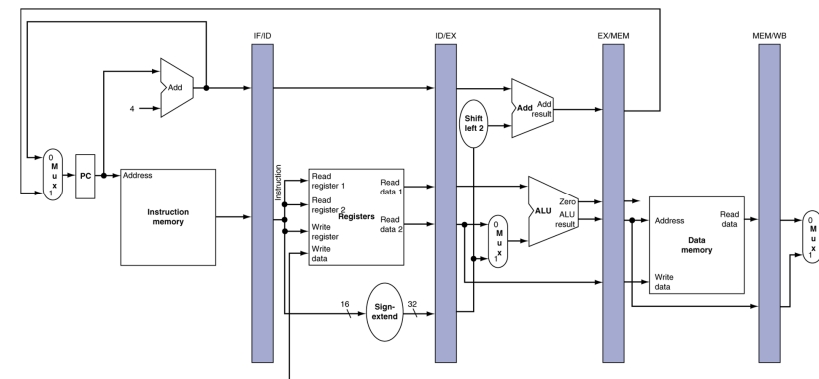 IF/ID
ID/EX
EX/MEM
MEM/WB
Add
4
Add Add
result
Shift
left 2
0
M
u
x
1
PC
Address
Instruction
memory
Instruction
Read
register 1
Read
data 1
Read
register 2
Registers
Read
data 2
Write
register
Write
data
0
M
u
x
1
Zero
ALU
ALU
result
Address
Read
data
Data
memory
Write
data
0
M
u
x
1
16
Sign-
extend
32